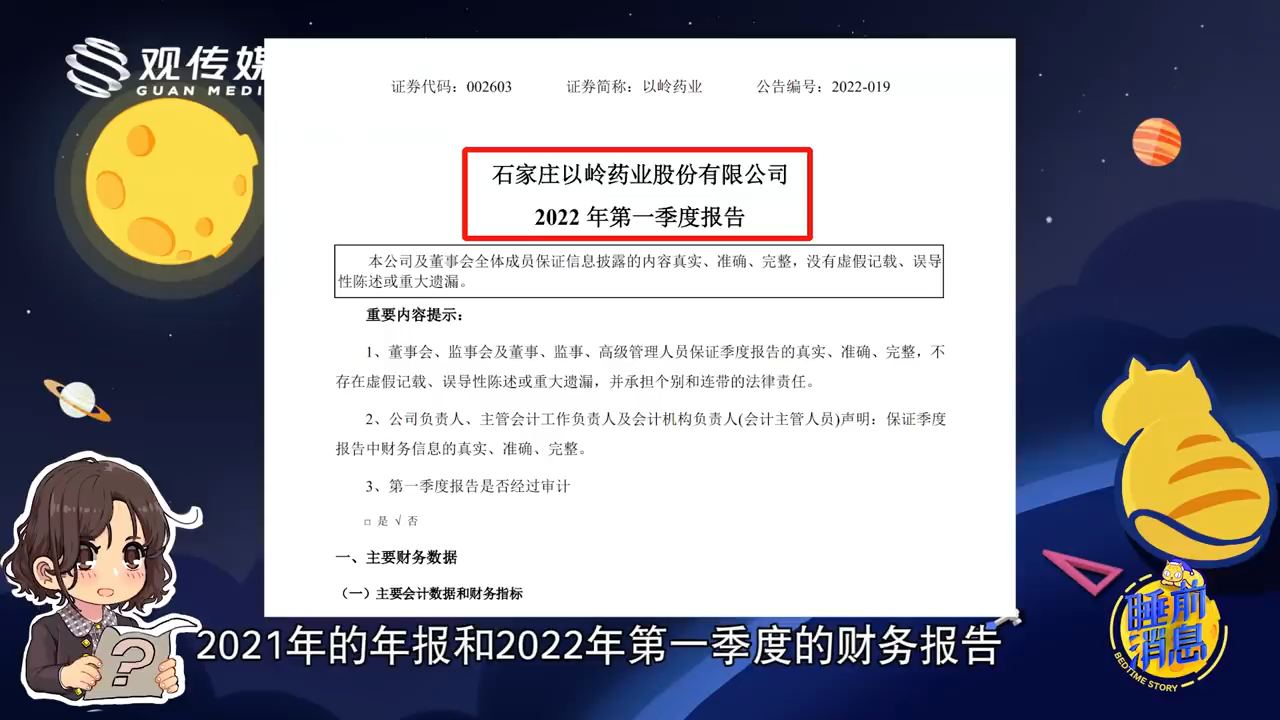 观传媒
GUAN MEDI
证券代码：002603 证券简称：以岭药业 公告编号：2022-019
石家庄以岭药业股份有限公司
2022 年第一季度报告
本公司及董事会全体成员保证信息披露的内容真实、准确、完整，没有虚假记载、误导
性陈述或重大遗漏。
重要内容提示：
1、董事会、监事会及董事、监事、高级管理人员保证季度报告的真实、准确、完整，不
存在虚假记载、误导性陈述或重大遗漏，并承担个别和连带的法律责任。
2、公司负责人、主管会计工作负责人及会计机构负责人(会计主管人员)声明：保证季度
报告中财务信息的真实、准确、完整。
3、第一季度报告是否经过审计
□ 是 √ 否
一、主要财务数据
（一）主要会计数据和财务指标
?
2021年的年报和2022年第一季度的财务报告
睡前
消息
BEDTIME STORY